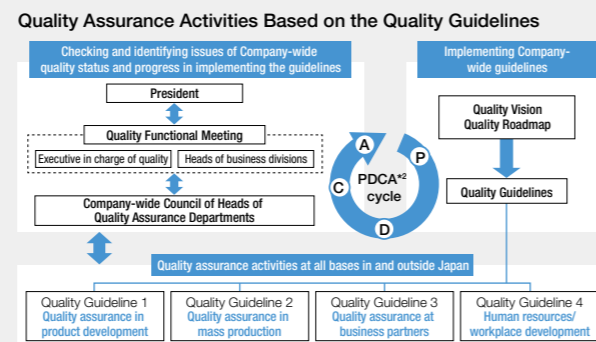 Quality Assurance Activities Based on the Quality Guidelines
Checking and identifying issues of Company-wide
quality status and progress in implementing the guidelines
President
Quality Functional Meeting
Executive in charge of quality
Heads of business divisions
Company-wide Council of Heads of
Quality Assurance Departments
A
P
PDCA*2
cycle
C
D
Implementing Company-
wide guidelines
Quality Vision
Quality Roadmap
Quality Guidelines
Quality assurance activities at all bases in and outside Japan
Quality Guideline 1
Quality assurance in
product development
Quality Guideline 2
Quality assurance in
mass production
Quality Guideline 3
Quality assurance at
business partners
Quality Guideline 4
Human resources/
workplace development